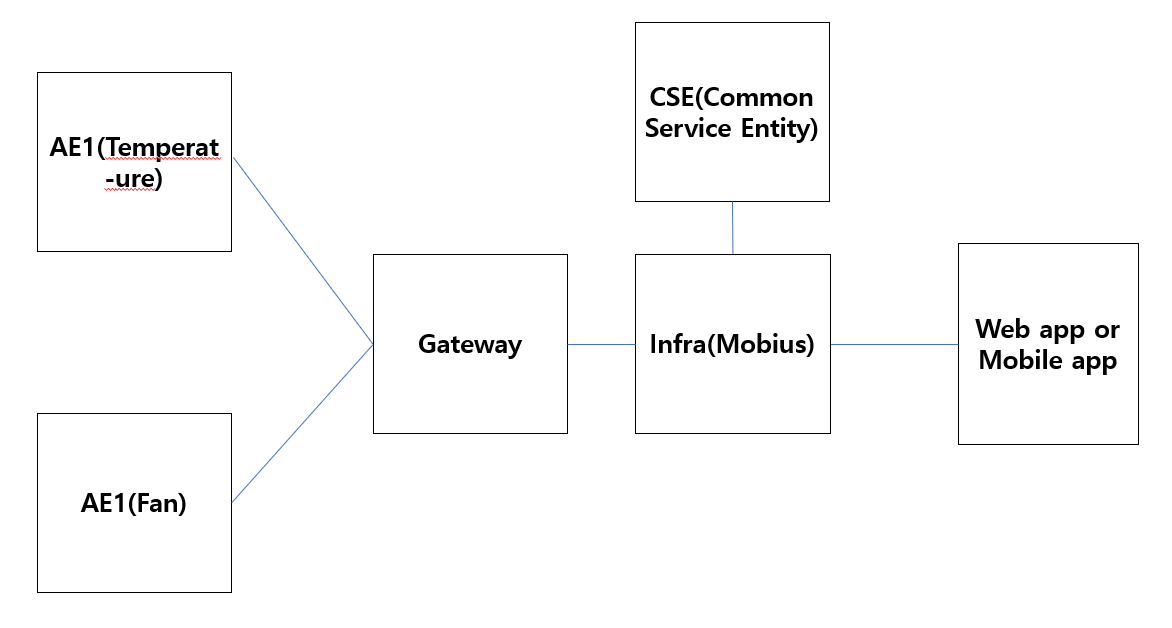 AE1(Temperat
-ure)
CSE(Common
Service Entity)
Gateway
Infra(Mobius)
Web app or
Mobile app
AE1(Fan)